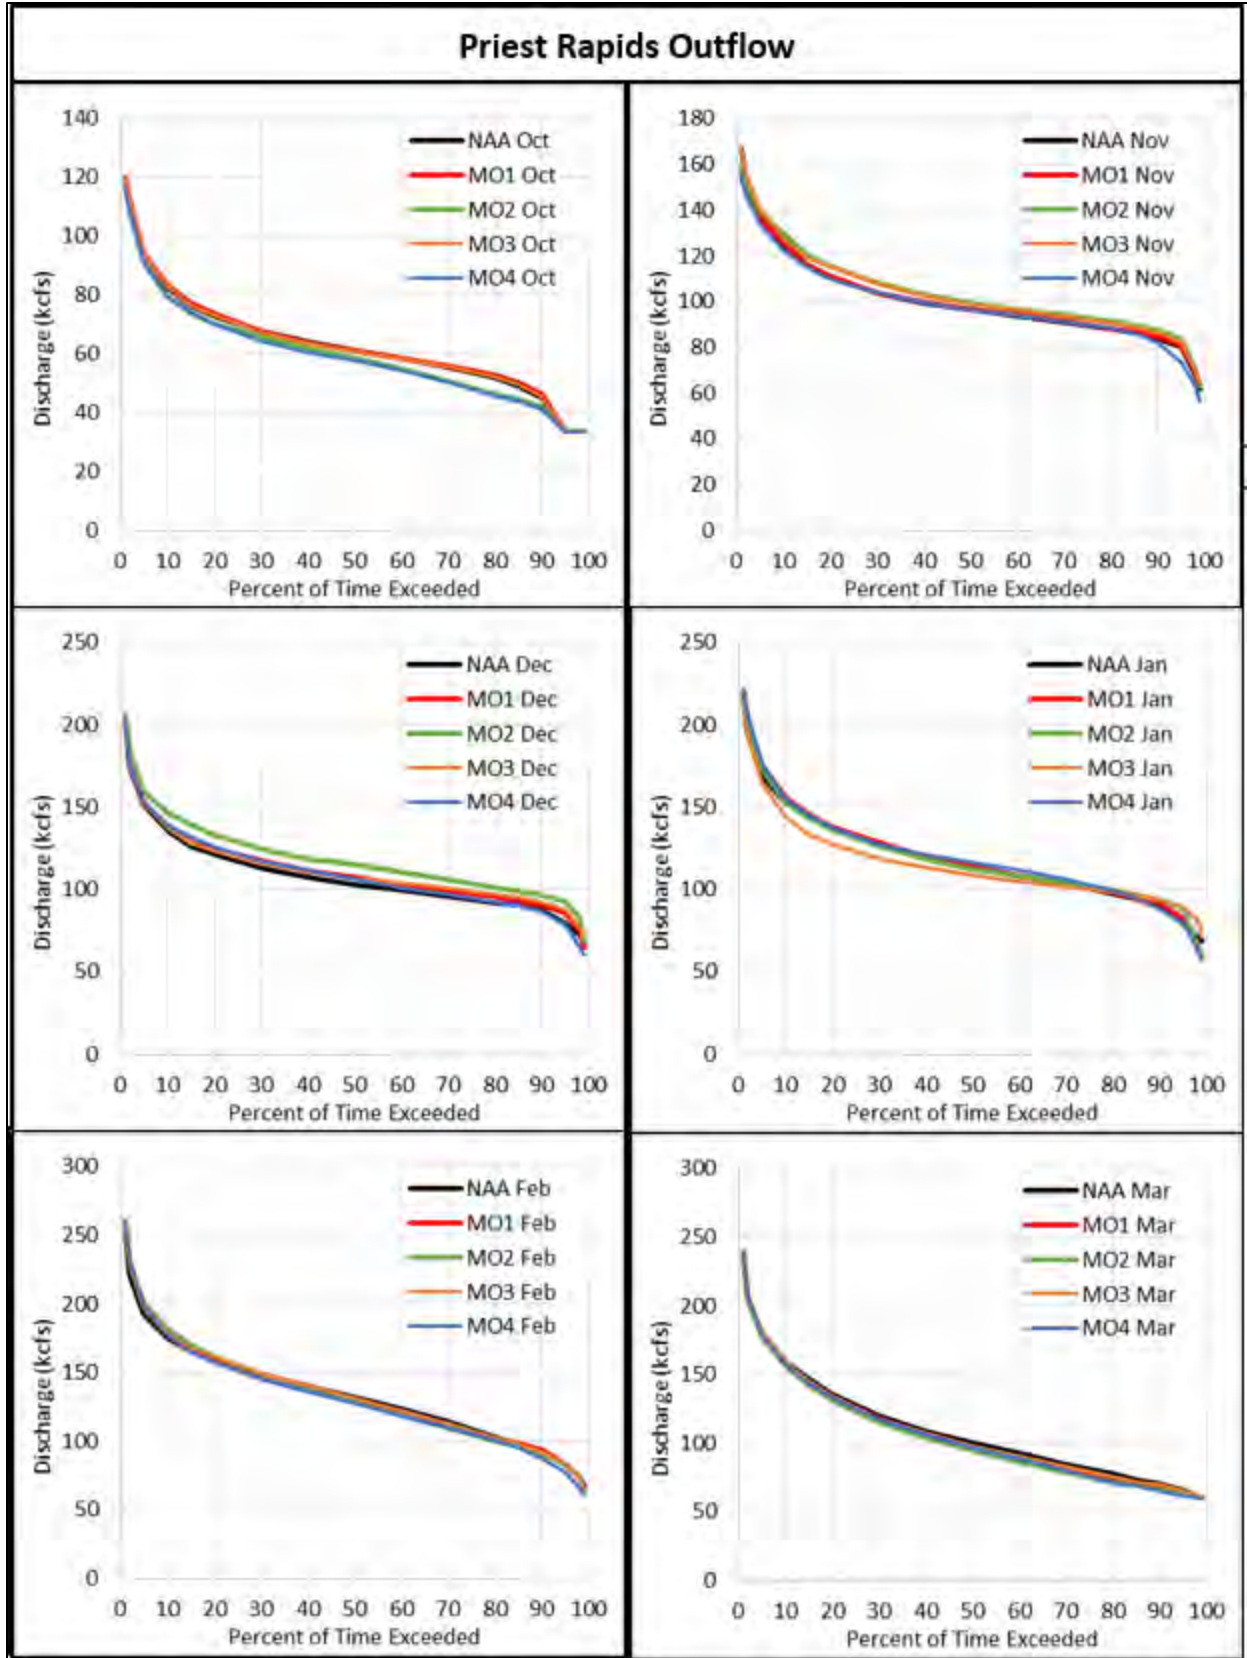 Priest Rapids Outflow
140
120
100
80
60
40
20
0
Discharge (kcfs)
NAA Oct
MO1 Oct
MO2 Oct
MO3 Oct
MO4 Oct
0 10 20 30 40 50 60 70 80 90 100
Percent of Time Exceeded
180
160
140
120
100
80
60
40
20
0
Discharge (kcfs)
NAA Nov
MO1 Nov
MO2 Nov
MO3 Nov
MO4 Nov
0 10 20 30 40 50 60 70 80 90 100
Percent of Time Exceeded
250
200
150
100
50
0
Discharge (kcfs)
NAA Dec
MO1 Dec
MO2 Dec
MO3 Dec
MO4 Dec
0 10 20 30 40 50 60 70 80 90 100
Percent of Time Exceeded
250
200
150
100
50
0
Discharge (kcfs)
NAA Jan
MO1 Jan
MO2 Jan
MO3 Jan
MO4 Jan
0 10 20 30 40 50 60 70 80 90 100
Percent of Time Exceeded
300
250
200
150
100
50
0
Discharge (kcfs)
NAA Feb
MO1 Feb
MO2 Feb
MO3 Feb
MO4 Feb
0 10 20 30 40 50 60 70 80 90 100
Percent of Time Exceeded
300
250
200
150
100
50
0
Discharge (kcfs)
NAA Mar
MO1 Mar
MO2 Mar
MO3 Mar
MO4 Mar
0 10 20 30 40 50 60 70 80 90 100
Percent of Time Exceeded